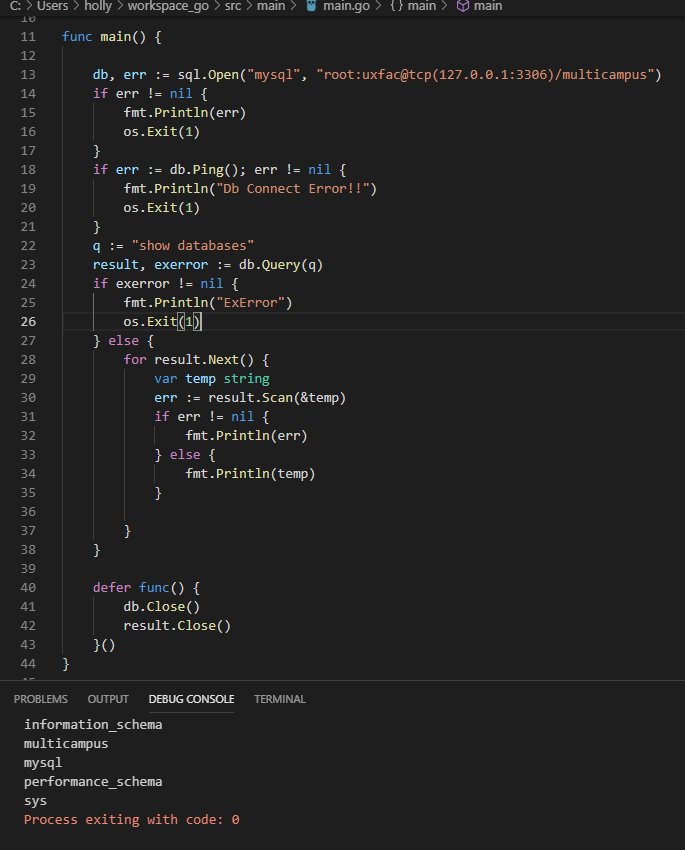 C: > Users > holly > workspace_go > src > main > main.go > {} main > main
10
11 func main() {
12
13     db, err := sql.Open("mysql", "root:uxfac@tcp(127.0.0.1:3306)/multicampus")
14     if err != nil {
15         fmt.Println(err)
16         os.Exit(1)
17     }
18     if err := db.Ping(); err != nil {
19         fmt.Println("Db Connect Error!!")
20         os.Exit(1)
21     }
22     q := "show databases"
23     result, exerror := db.Query(q)
24     if exerror != nil {
25         fmt.Println("ExError")
26         os.Exit(1)
27     } else {
28         for result.Next() {
29             var temp string
30             err := result.Scan(&temp)
31             if err != nil {
32                 fmt.Println(err)
33             } else {
34                 fmt.Println(temp)
35             }
36
37         }
38     }
39
40     defer func() {
41         db.Close()
42         result.Close()
43     }()
44 }
PROBLEMS OUTPUT DEBUG CONSOLE TERMINAL
information_schema
multicampus
mysql
performance_schema
sys
Process exiting with code: 0